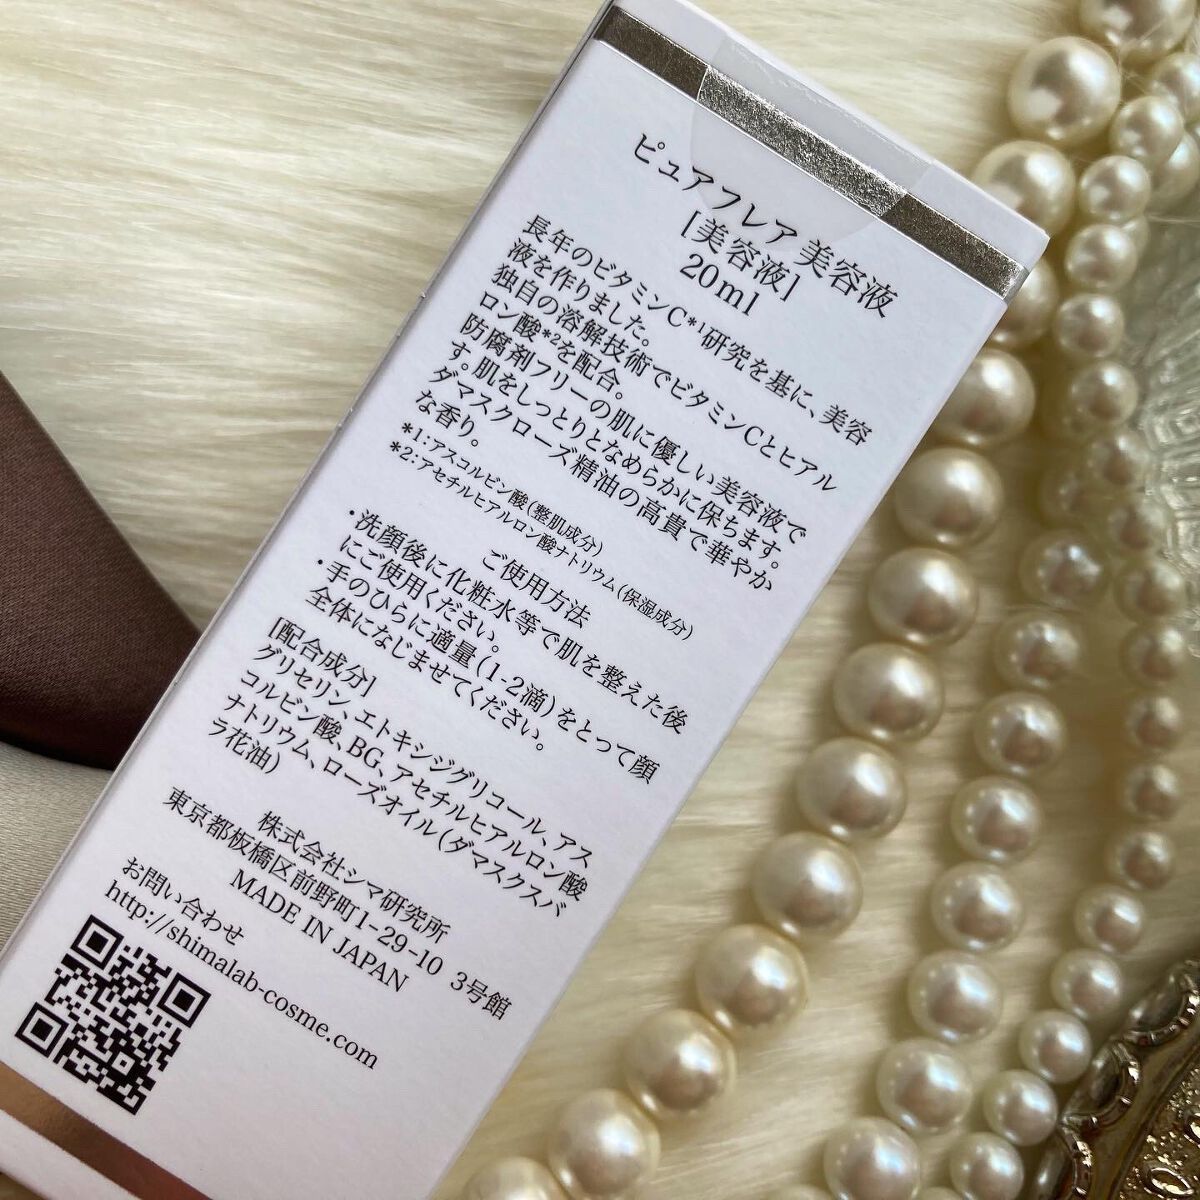 ピュアフレア 美容液
[美容液]
20ml
長年のビタミンC*1研究を基に、美容
液を作りました。
独自の溶解技術でビタミンCとヒアル
ロン酸*2を配合。
防腐剤フリーの肌に優しい美容液で
す。肌をしっとりとなめらかに保ちます。
ダマスクローズ精油の高貴で華やか
な香り。
*1:アスコルビン酸(整肌成分)
*2:アセチルヒアルロン酸ナトリウム(保湿成分)
ご使用方法
・洗顔後に化粧水等で肌を整えた後
にご使用ください。
・手のひらに適量(1-2滴)をとって顔
全体になじませてください。
[配合成分]
グリセリン、エトキシジグリコール、アス
コルビン酸、BG、アセチルヒアルロン酸
ナトリウム、ローズオイル(ダマスクスバ
ラ花油)
株式会社シマ研究所
東京都板橋区前野町1-29-10 3号館
MADE IN JAPAN
お問い合わせ
http://shimalab-cosme.com